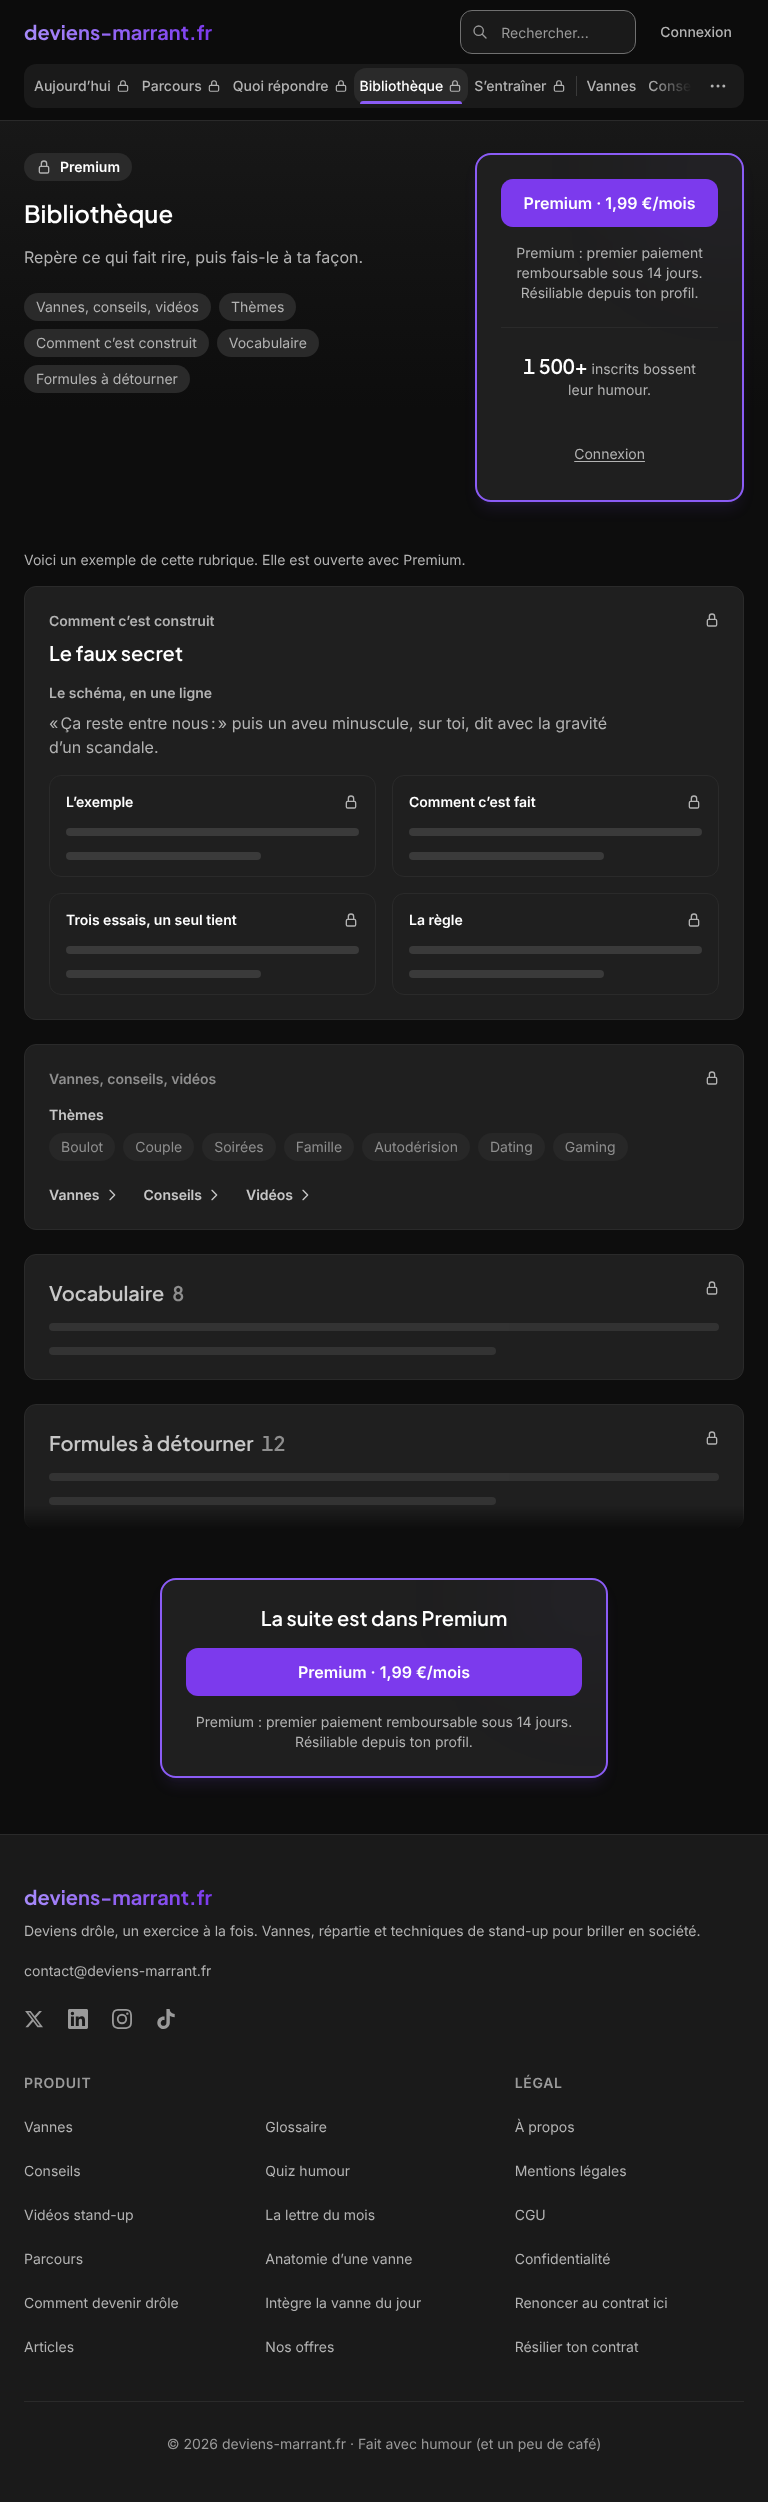 deviens-marrant.fr
Rechercher...
Connexion
Aujourd’hui
Parcours
Quoi répondre
Bibliothèque
S’entraîner
Vannes
Premium
Bibliothèque
Repère ce qui fait rire, puis fais-le à ta façon.
Vannes, conseils, vidéos
Thèmes
Comment c’est construit
Vocabulaire
Formules à détourner
Premium · 1,99 €/mois
Premium : premier paiement
remboursable sous 14 jours.
Résiliable depuis ton profil.
1 500+ inscrits bossent
leur humour.
Connexion
Voici un exemple de cette rubrique. Elle est ouverte avec Premium.
Comment c’est construit
Le faux secret
Le schéma, en une ligne
« Ça reste entre nous : » puis un aveu minuscule, sur toi, dit avec la gravité
d’un scandale.
L’exemple
Comment c’est fait
Trois essais, un seul tient
La règle
Vannes, conseils, vidéos
Thèmes
Boulot
Couple
Soirées
Famille
Autodérision
Dating
Gaming
Vannes
Conseils
Vidéos
Vocabulaire 8
Formules à détourner 12
La suite est dans Premium
Premium · 1,99 €/mois
Premium : premier paiement remboursable sous 14 jours.
Résiliable depuis ton profil.
deviens-marrant.fr
Deviens drôle, un exercice à la fois. Vannes, répartie et techniques de stand-up pour briller en société.
contact@deviens-marrant.fr
PRODUIT
Vannes
Conseils
Vidéos stand-up
Parcours
Comment devenir drôle
Articles
Glossaire
Quiz humour
La lettre du mois
Anatomie d’une vanne
Intègre la vanne du jour
Nos offres
LÉGAL
À propos
Mentions légales
CGU
Confidentialité
Renoncer au contrat ici
Résilier ton contrat
© 2026 deviens-marrant.fr · Fait avec humour (et un peu de café)